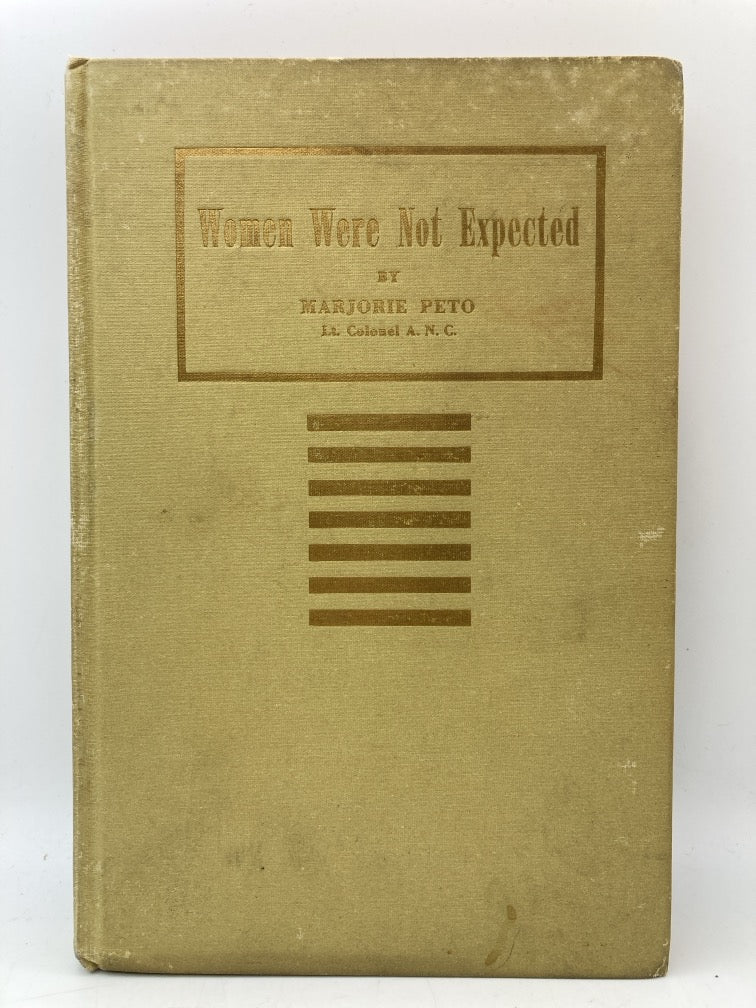 Women Were Not Expected
BY
MARJORIE PETO
Lt. Colonel A. N. C.